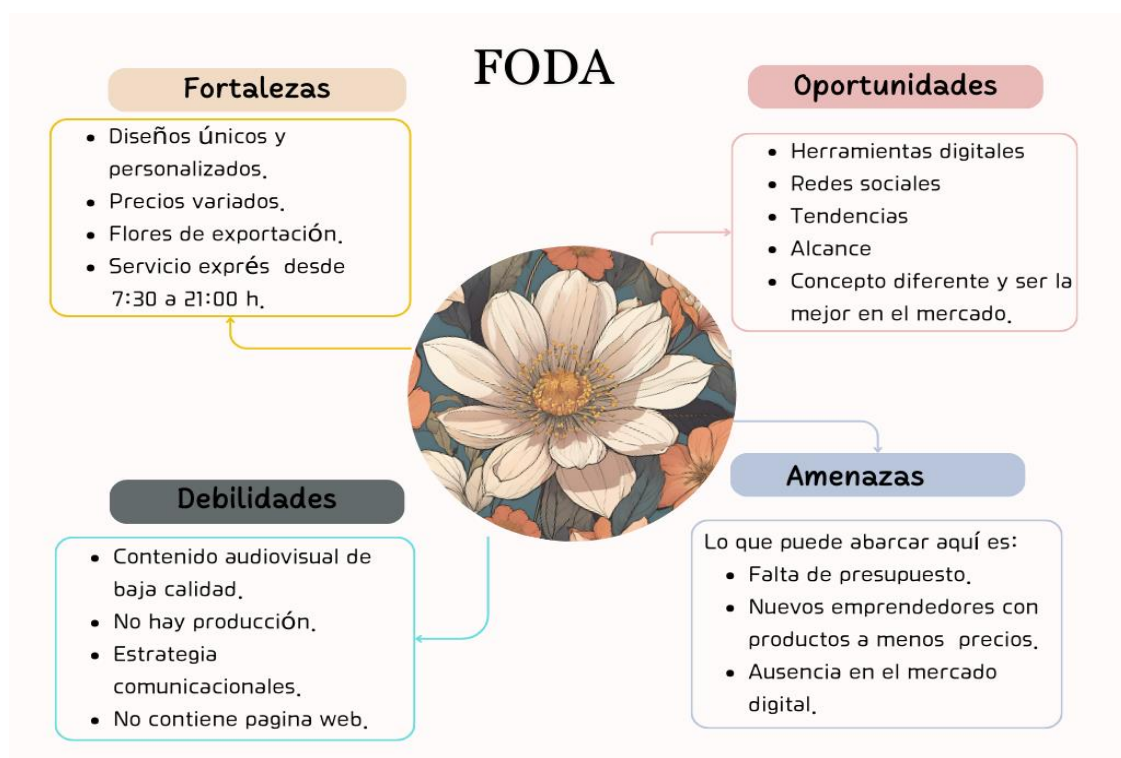 FODA
Fortalezas
• Diseños únicos y
personalizados.
• Precios variados.
• Flores de exportación.
• Servicio exprés desde
7:30 a 21:00 h.
Oportunidades
• Herramientas digitales
• Redes sociales
• Tendencias
• Alcance
• Concepto diferente y ser la
mejor en el mercado.
Debilidades
• Contenido audiovisual de
baja calidad.
• No hay producción.
• Estrategia
comunicacionales.
• No contiene pagina web.
Amenazas
Lo que puede abarcar aquí es:
• Falta de presupuesto.
• Nuevos emprendedores con
productos a menos precios.
• Ausencia en el mercado
digital.